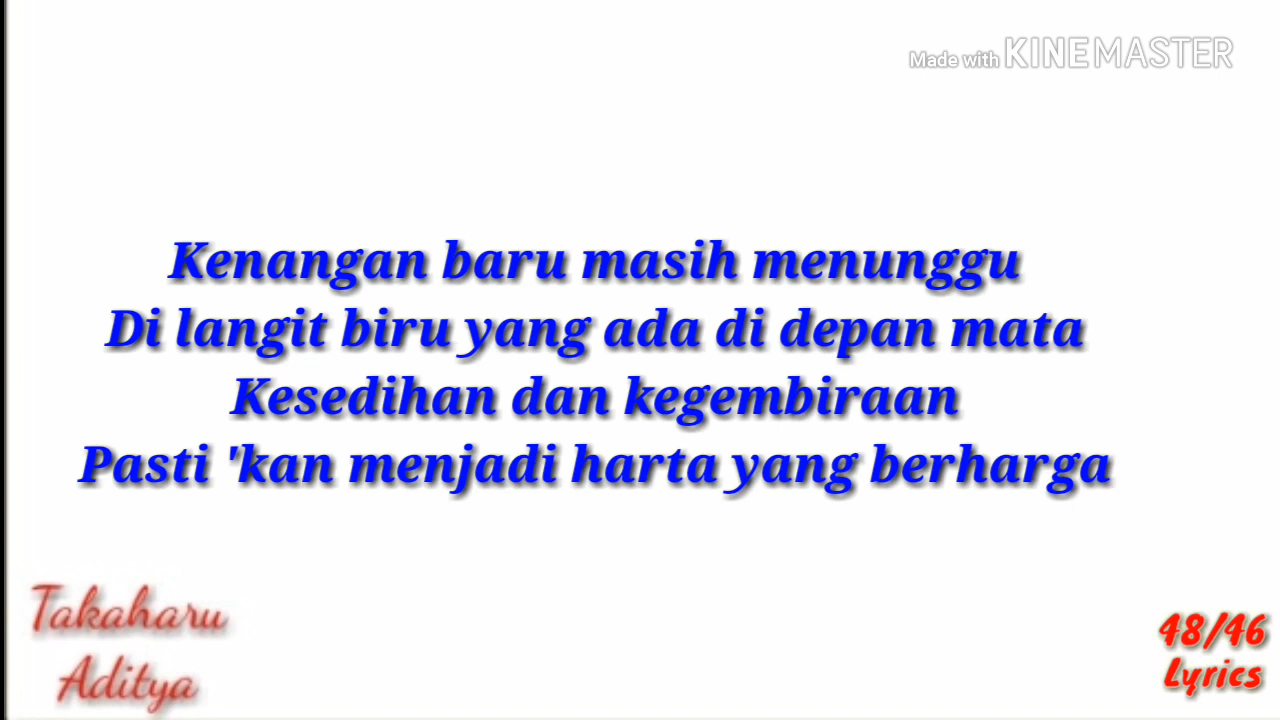 Made with KINEMASTER
Kenangan baru masih menunggu
Di langit biru yang ada di depan mata
Kesedihan dan kegembiraan
Pasti 'kan menjadi harta yang berharga
Takaharu
Aditya
48/46
Lyrics